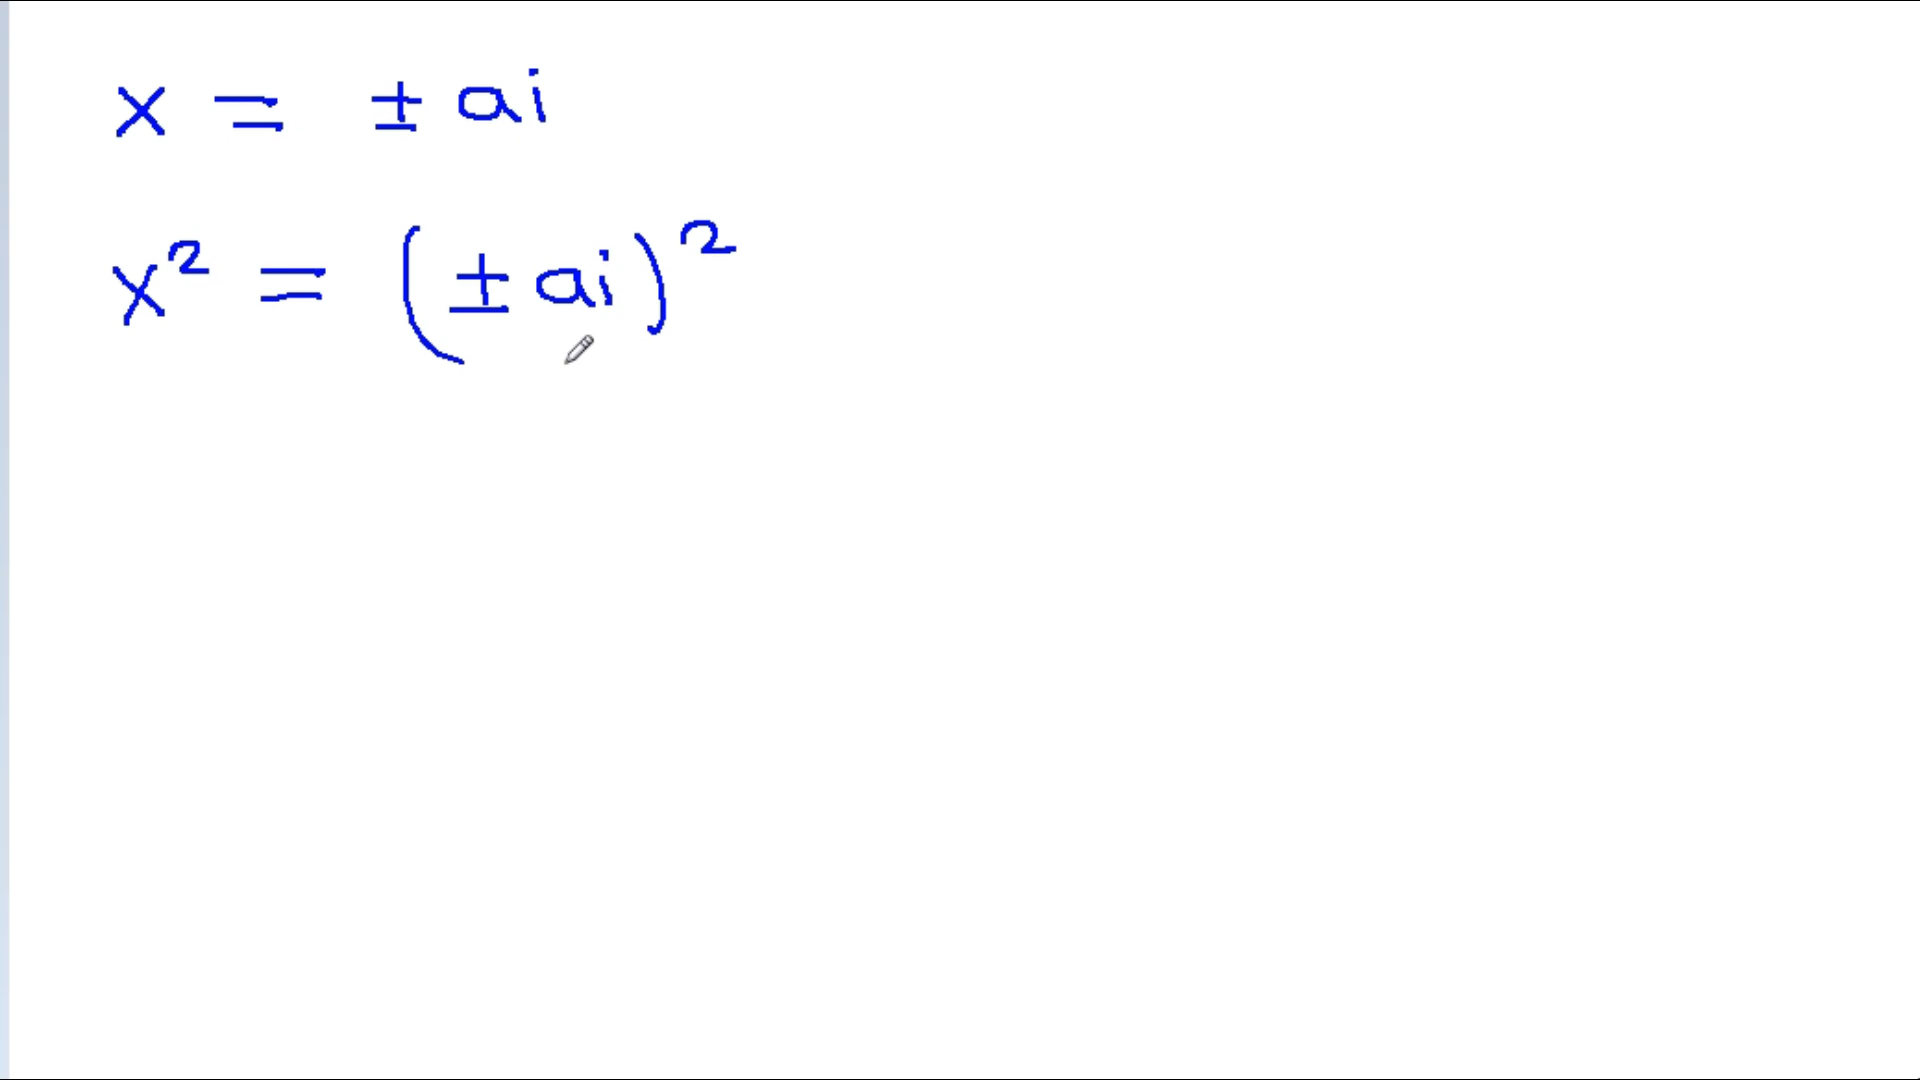 x = ± ai
x² = (± ai)²